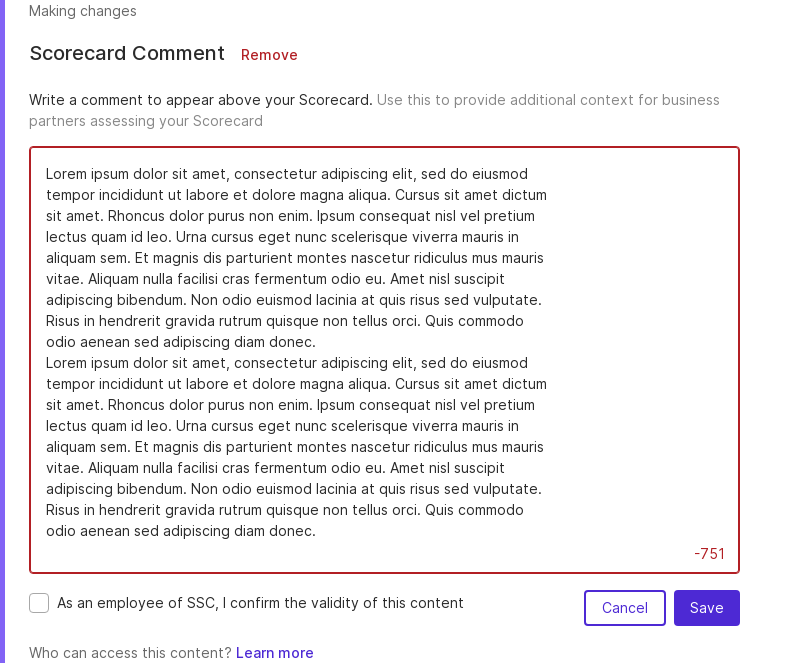 Making changes
Scorecard Comment Remove
Write a comment to appear above your Scorecard. Use this to provide additional context for business
partners assessing your Scorecard
Lorem ipsum dolor sit amet, consectetur adipiscing elit, sed do eiusmod
tempor incididunt ut labore et dolore magna aliqua. Cursus sit amet dictum
sit amet. Rhoncus dolor purus non enim. Ipsum consequat nisl vel pretium
lectus quam id leo. Urna cursus eget nunc scelerisque viverra mauris in
aliquam sem. Et magnis dis parturient montes nascetur ridiculus mus mauris
vitae. Aliquam nulla facilisi cras fermentum odio eu. Amet nisl suscipit
adipiscing bibendum. Non odio euismod lacinia at quis risus sed vulputate.
Risus in hendrerit gravida rutrum quisque non tellus orci. Quis commodo
odio aenean sed adipiscing diam donec.
Lorem ipsum dolor sit amet, consectetur adipiscing elit, sed do eiusmod
tempor incididunt ut labore et dolore magna aliqua. Cursus sit amet dictum
sit amet. Rhoncus dolor purus non enim. Ipsum consequat nisl vel pretium
lectus quam id leo. Urna cursus eget nunc scelerisque viverra mauris in
aliquam sem. Et magnis dis parturient montes nascetur ridiculus mus mauris
vitae. Aliquam nulla facilisi cras fermentum odio eu. Amet nisl suscipit
adipiscing bibendum. Non odio euismod lacinia at quis risus sed vulputate.
Risus in hendrerit gravida rutrum quisque non tellus orci. Quis commodo
odio aenean sed adipiscing diam donec.
-751
As an employee of SSC, I confirm the validity of this content Cancel Save
Who can access this content? Learn more